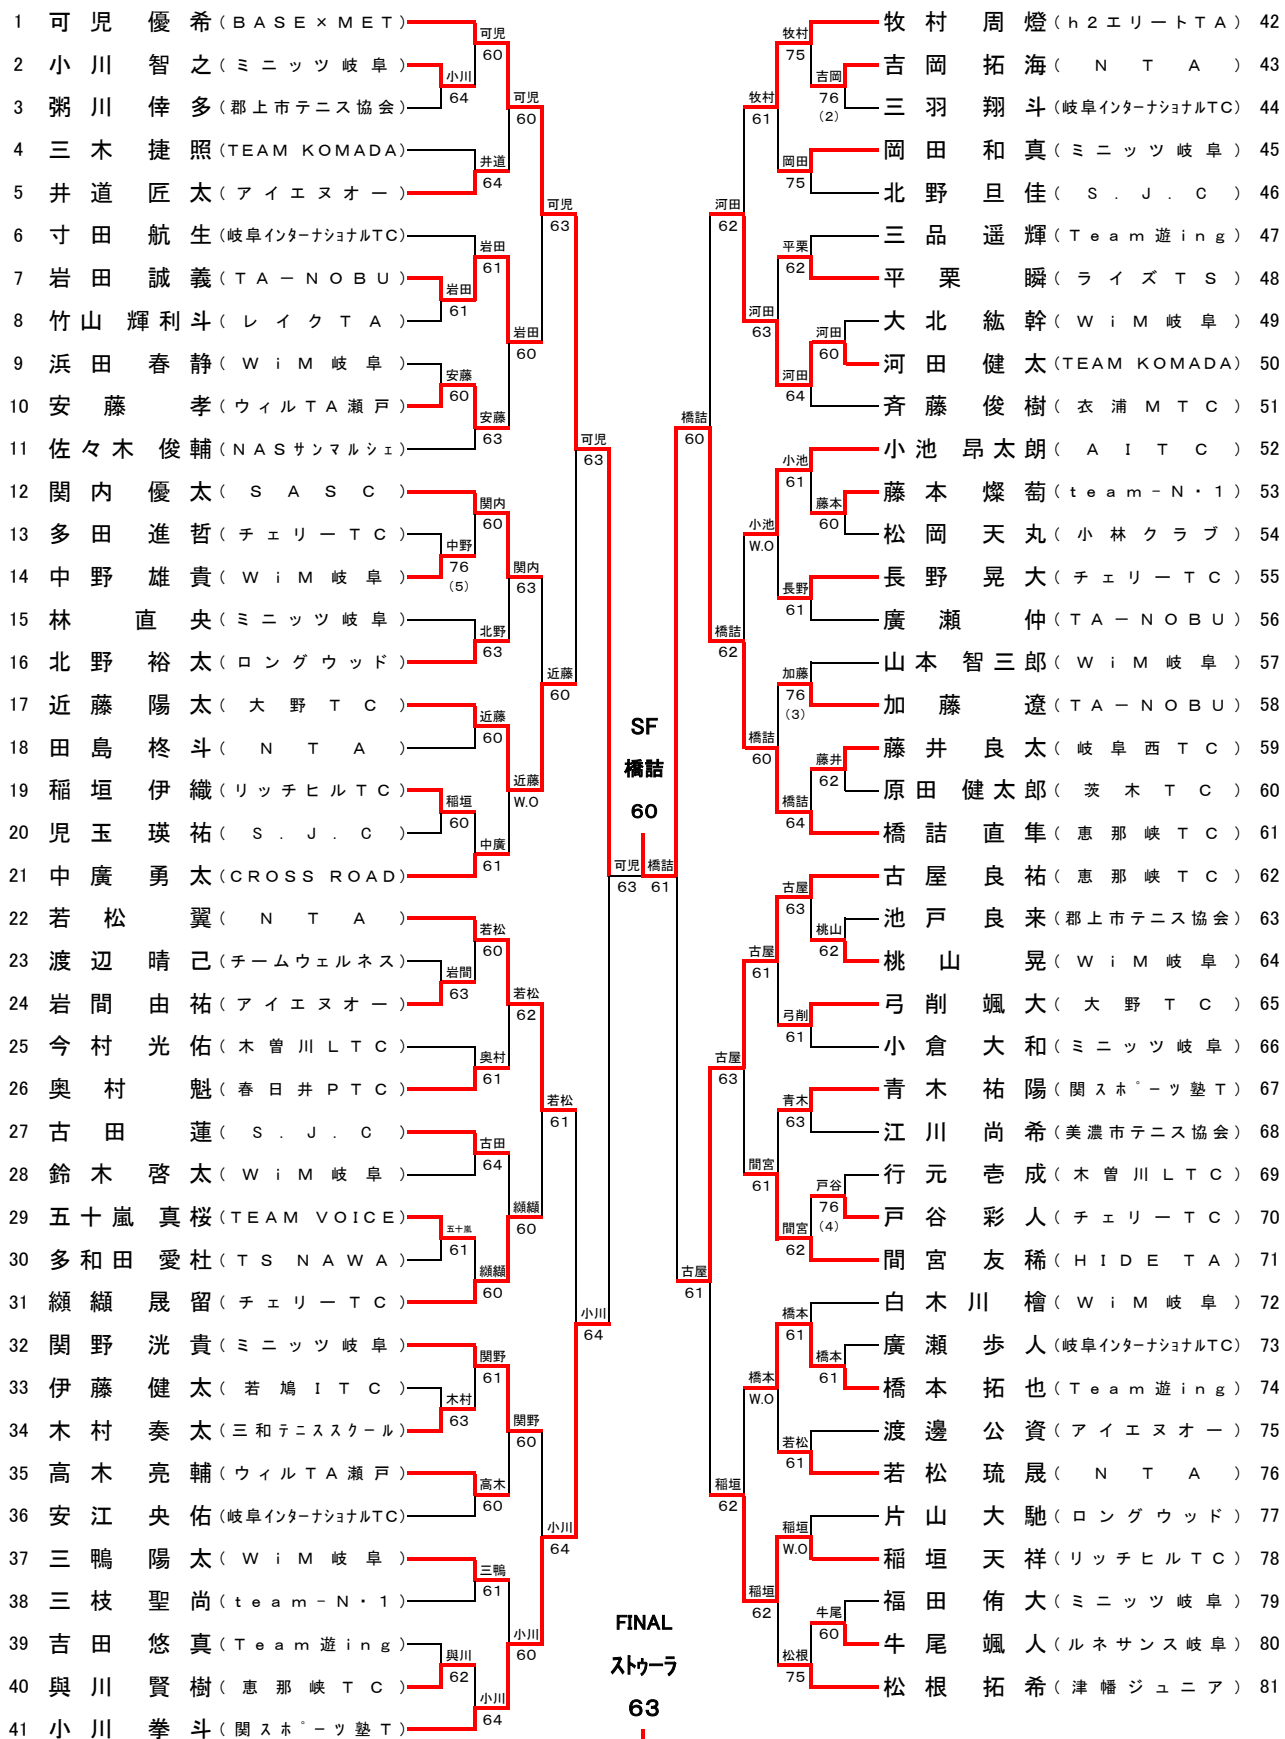 1 可児 優希 (BASE×MET)
2 小川 智之 (ミニッツ岐阜)
3 粥川 倖多 (郡上市テニス協会)
4 三木 捷照 (TEAM KOMADA)
5 井道 匠太 (アイエヌオー)
6 寸田 航生 (岐阜インターナショナルTC)
7 岩田 誠義 (TA－NOBU)
8 竹山 輝利斗 (レイクTA)
9 浜田 春静 (WiM岐阜)
10 安藤 孝 (ウィルTA瀬戸)
11 佐々木 俊輔 (NASサンマルシェ)
12 関内 優太 (SASC)
13 多田 進哲 (チェリーTC)
14 中野 雄貴 (WiM岐阜)
15 林 直央 (ミニッツ岐阜)
16 北野 裕太 (ロングウッド)
17 近藤 陽太 (大野TC)
18 田島 柊斗 (NTA)
19 稲垣 伊織 (リッチヒルTC)
20 児玉 瑛祐 (S.J.C)
21 中廣 勇太 (CROSS ROAD)
22 若松 翼 (NTA)
23 渡辺 晴己 (チームウェルネス)
24 岩間 由祐 (アイエヌオー)
25 今村 光佑 (木曽川LTC)
26 奥村 魁 (春日井PTC)
27 古田 蓮 (S.J.C)
28 鈴木 啓太 (WiM岐阜)
29 五十嵐 真桜 (TEAM VOICE)
30 多和田 愛杜 (TS NAWA)
31 纐纈 晟留 (チェリーTC)
32 関野 洸貴 (ミニッツ岐阜)
33 伊藤 健太 (若鳩ITC)
34 木村 奏太 (三和テニススクール)
35 高木 亮輔 (ウィルTA瀬戸)
36 安江 央佑 (岐阜インターナショナルTC)
37 三鴨 陽太 (WiM岐阜)
38 三枝 聖尚 (team-N・1)
39 吉田 悠真 (Team遊ing)
40 與川 賢樹 (恵那峡TC)
41 小川 拳斗 (関スポーツ塾T)
小川
64
岩田
61
安藤
60
中野
76
(5)
稲垣
60
岩間
63
五十嵐
61
木村
63
與川
62
可児
60
井道
64
岩田
61
安藤
63
関内
60
北野
63
近藤
60
中廣
61
若松
60
奥村
61
古田
64
纐纈
60
関野
61
高木
60
三鴨
61
小川
64
可児
60
岩田
60
関内
63
近藤
W.O
若松
62
纐纈
60
関野
60
小川
60
可児
63
近藤
60
若松
61
小川
64
可児
63
小川
64
可児
63
SF
橋詰
60
橋詰
61
FINAL
ストゥーラ
63
橋詰
60
古屋
61
河田
62
橋詰
62
古屋
63
稲垣
62
牧村
61
河田
63
小池
W.O
橋詰
60
古屋
61
間宮
61
橋本
W.O
稲垣
62
牧村
75
岡田
75
平栗
62
河田
64
小池
61
長野
61
加藤
76
(3)
橋詰
64
古屋
63
弓削
61
青木
63
間宮
62
橋本
61
若松
61
稲垣
W.O
松根
75
吉岡
76
(2)
河田
60
藤本
60
藤井
62
桃山
62
戸谷
76
(4)
橋本
61
牛尾
60
牧村 周燈 (h2エリートTA) 42
吉岡 拓海 (NTA) 43
三羽 翔斗 (岐阜インターナショナルTC) 44
岡田 和真 (ミニッツ岐阜) 45
北野 旦佳 (S.J.C) 46
三品 遥輝 (Team遊ing) 47
平栗 瞬 (ライズTS) 48
大北 紘幹 (WiM岐阜) 49
河田 健太 (TEAM KOMADA) 50
斉藤 俊樹 (衣浦MTC) 51
小池 昂太朗 (AITC) 52
藤本 燦萄 (team-N・1) 53
松岡 天丸 (小林クラブ) 54
長野 晃大 (チェリーTC) 55
廣瀬 仲 (TA－NOBU) 56
山本 智三郎 (WiM岐阜) 57
加藤 遼 (TA－NOBU) 58
藤井 良太 (岐阜西TC) 59
原田 健太郎 (茨木TC) 60
橋詰 直隼 (恵那峡TC) 61
古屋 良祐 (恵那峡TC) 62
池戸 良来 (郡上市テニス協会) 63
桃山 晃 (WiM岐阜) 64
弓削 颯大 (大野TC) 65
小倉 大和 (ミニッツ岐阜) 66
青木 祐陽 (関スポーツ塾T) 67
江川 尚希 (美濃市テニス協会) 68
行元 壱成 (木曽川LTC) 69
戸谷 彩人 (チェリーTC) 70
間宮 友稀 (HIDE TA) 71
白木川 檜 (WiM岐阜) 72
廣瀬 歩人 (岐阜インターナショナルTC) 73
橋本 拓也 (Team遊ing) 74
渡邊 公資 (アイエヌオー) 75
若松 琉晟 (NTA) 76
片山 大馳 (ロングウッド) 77
稲垣 天祥 (リッチヒルTC) 78
福田 侑大 (ミニッツ岐阜) 79
牛尾 颯人 (ルネサンス岐阜) 80
松根 拓希 (津幡ジュニア) 81